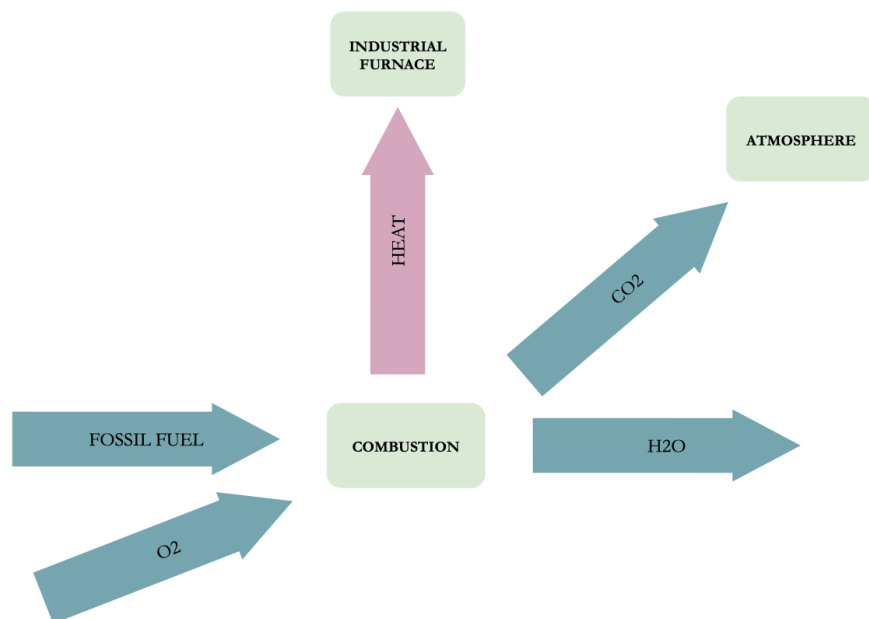 INDUSTRIAL
FURNACE
ATMOSPHERE
HEAT
CO2
FOSSIL FUEL
COMBUSTION
H2O
O2